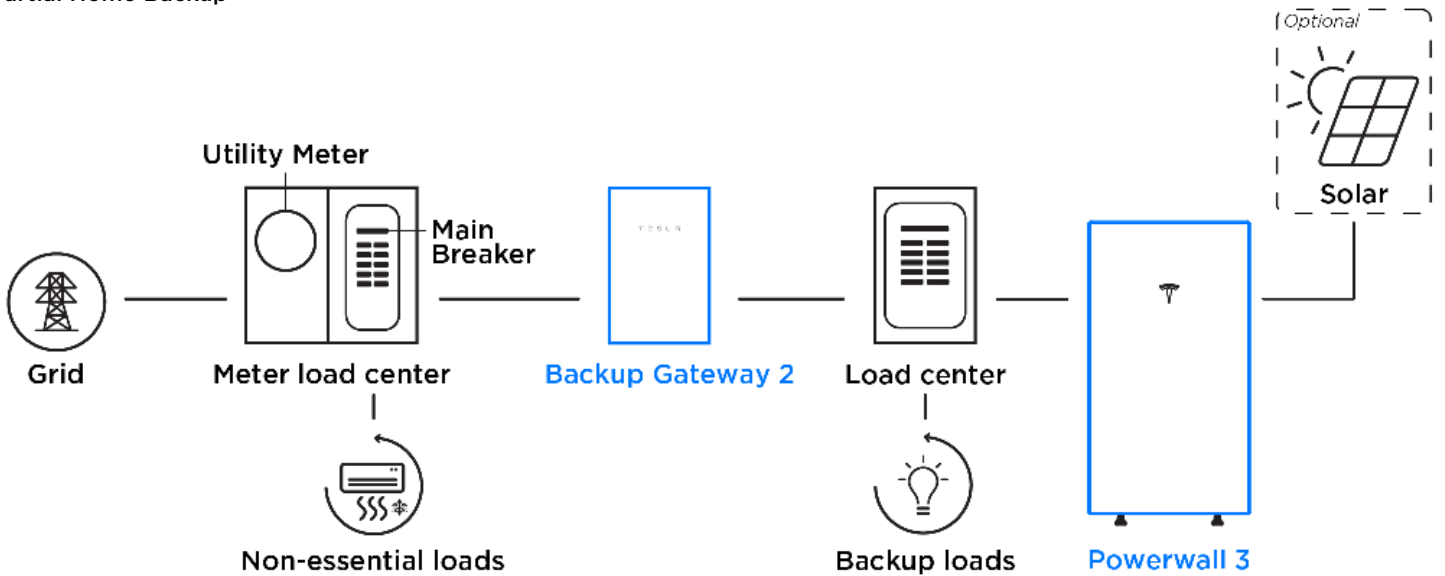 Optional
Solar
Utility Meter
Main
Breaker
TESLA
Grid
Meter load center
Backup Gateway 2
Load center
Non-essential loads
Backup loads
Powerwall 3